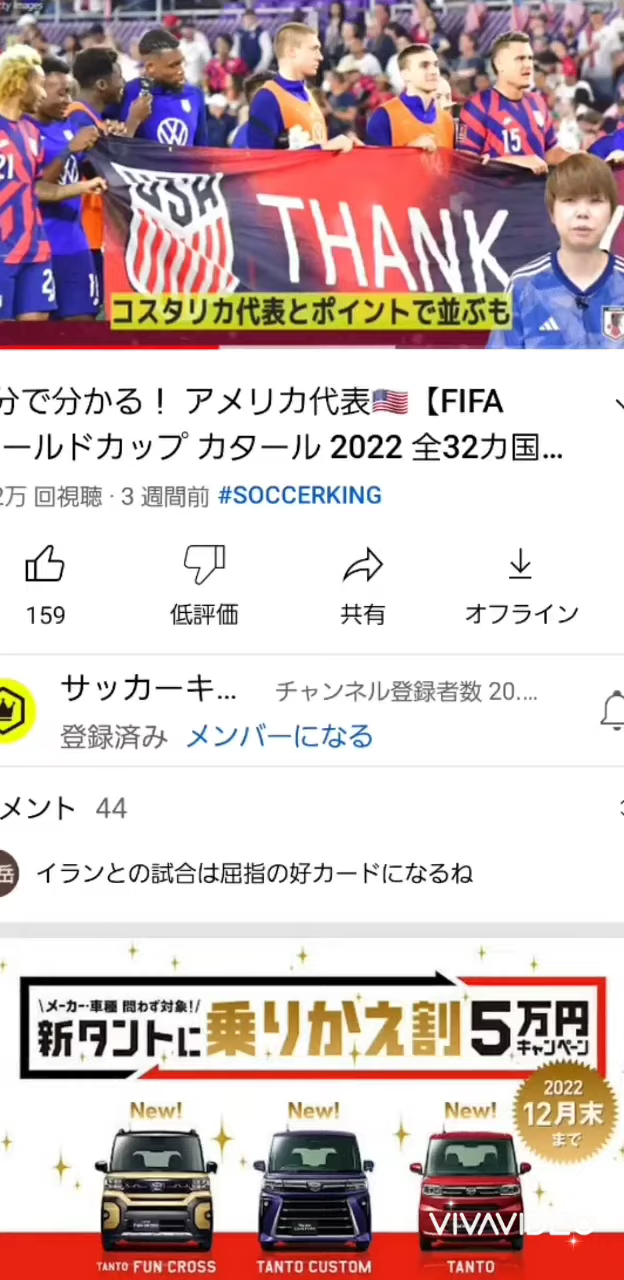 tty Images
USA
THANK
15
21
2
コスタリカ代表とポイントで並ぶも
分で分かる！ アメリカ代表🇺🇸【FIFA
ールドカップ カタール 2022 全32カ国...
2万 回視聴 · 3 週間前 #SOCCERKING
159 低評価 共有 オフライン
サッカーキ... チャンネル登録者数 20....
登録済み メンバーになる
メント 44
岳 イランとの試合は屈指の好カードになるね
\メーカー・車種 問わず対象!/
新タントに乗りかえ割5万円
キャンペーン
2022
12月末
まで
New! New! New!
VIVAVIDEO
TANTO FUN CROSS TANTO CUSTOM TANTO